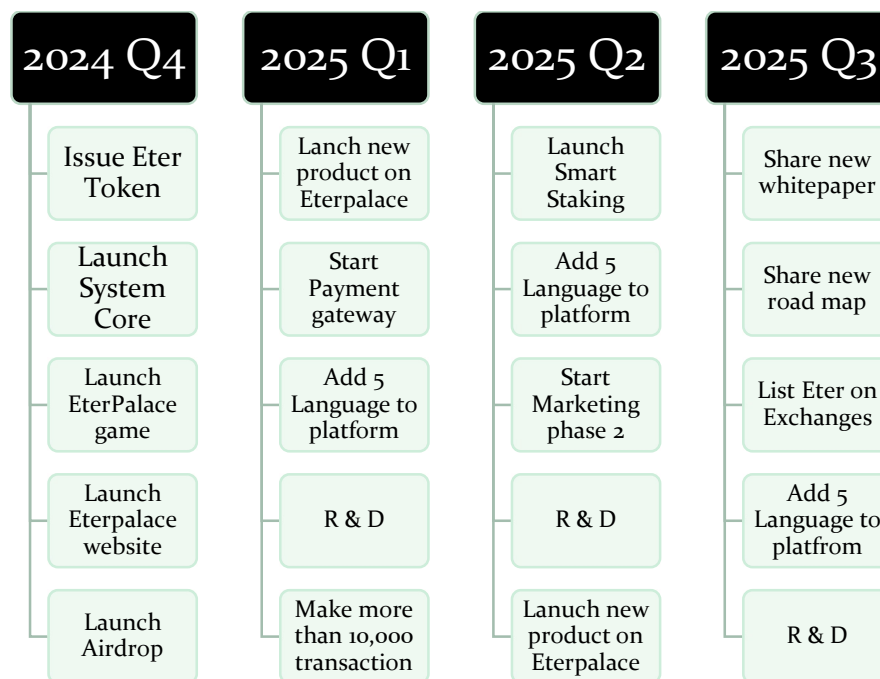 2024 Q4
Issue Eter
Token
Launch
System
Core
Launch
EterPalace
game
Launch
Eterpalace
website
Launch
Airdrop
2025 Q1
Lanch new
product on
Eterpalace
Start
Payment
gateway
Add 5
Language to
platform
R & D
Make more
than 10,000
transaction
2025 Q2
Launch
Smart
Staking
Add 5
Language to
platform
Start
Marketing
phase 2
R & D
Lanuch new
product on
Eterpalace
2025 Q3
Share new
whitepaper
Share new
road map
List Eter on
Exchanges
Add 5
Language to
platfrom
R & D